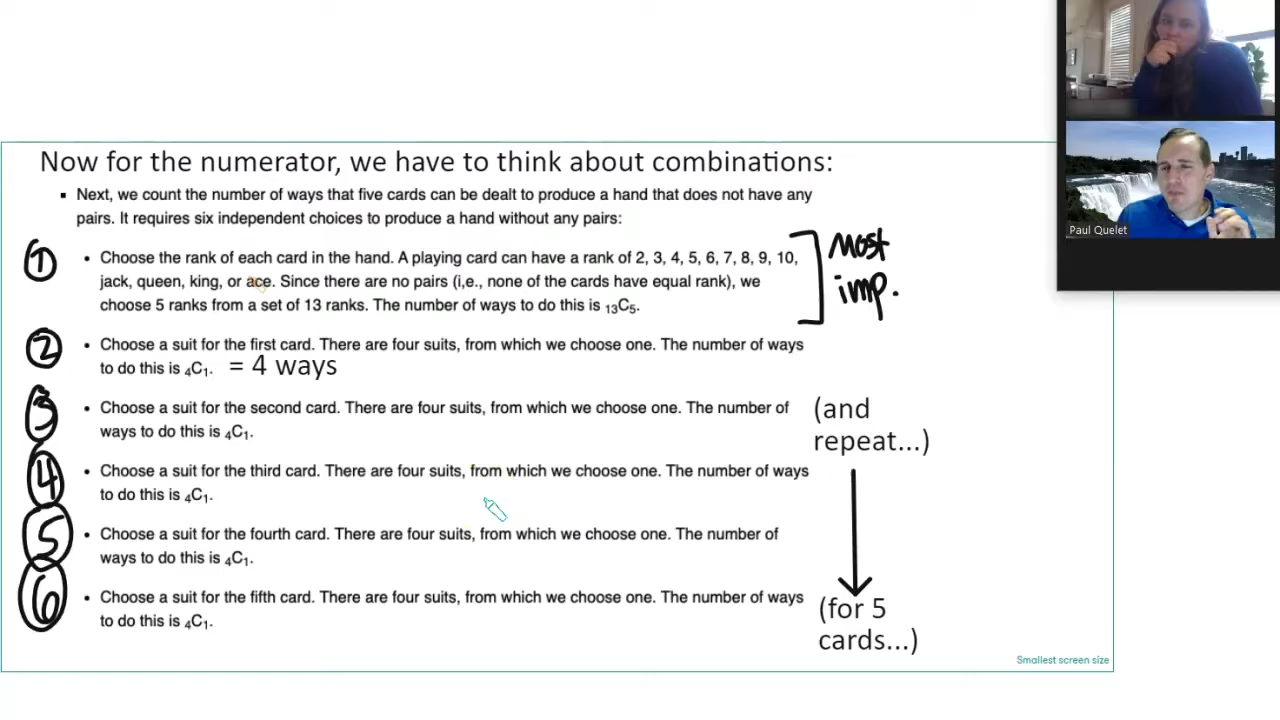 Now for the numerator, we have to think about combinations:
Next, we count the number of ways that five cards can be dealt to produce a hand that does not have any
pairs. It requires six independent choices to produce a hand without any pairs:
① • Choose the rank of each card in the hand. A playing card can have a rank of 2, 3, 4, 5, 6, 7, 8, 9, 10,
jack, queen, king, or ace. Since there are no pairs (i,e., none of the cards have equal rank), we
choose 5 ranks from a set of 13 ranks. The number of ways to do this is ₁₃C₅.
most
imp.
② • Choose a suit for the first card. There are four suits, from which we choose one. The number of ways
to do this is ₄C₁. = 4 ways
③ • Choose a suit for the second card. There are four suits, from which we choose one. The number of
ways to do this is ₄C₁.
(and
repeat...)
④ • Choose a suit for the third card. There are four suits, from which we choose one. The number of ways
to do this is ₄C₁.
⑤ • Choose a suit for the fourth card. There are four suits, from which we choose one. The number of
ways to do this is ₄C₁.
⑥ • Choose a suit for the fifth card. There are four suits, from which we choose one. The number of ways
to do this is ₄C₁.
(for 5
cards...)
Smallest screen size
Paul Quelet